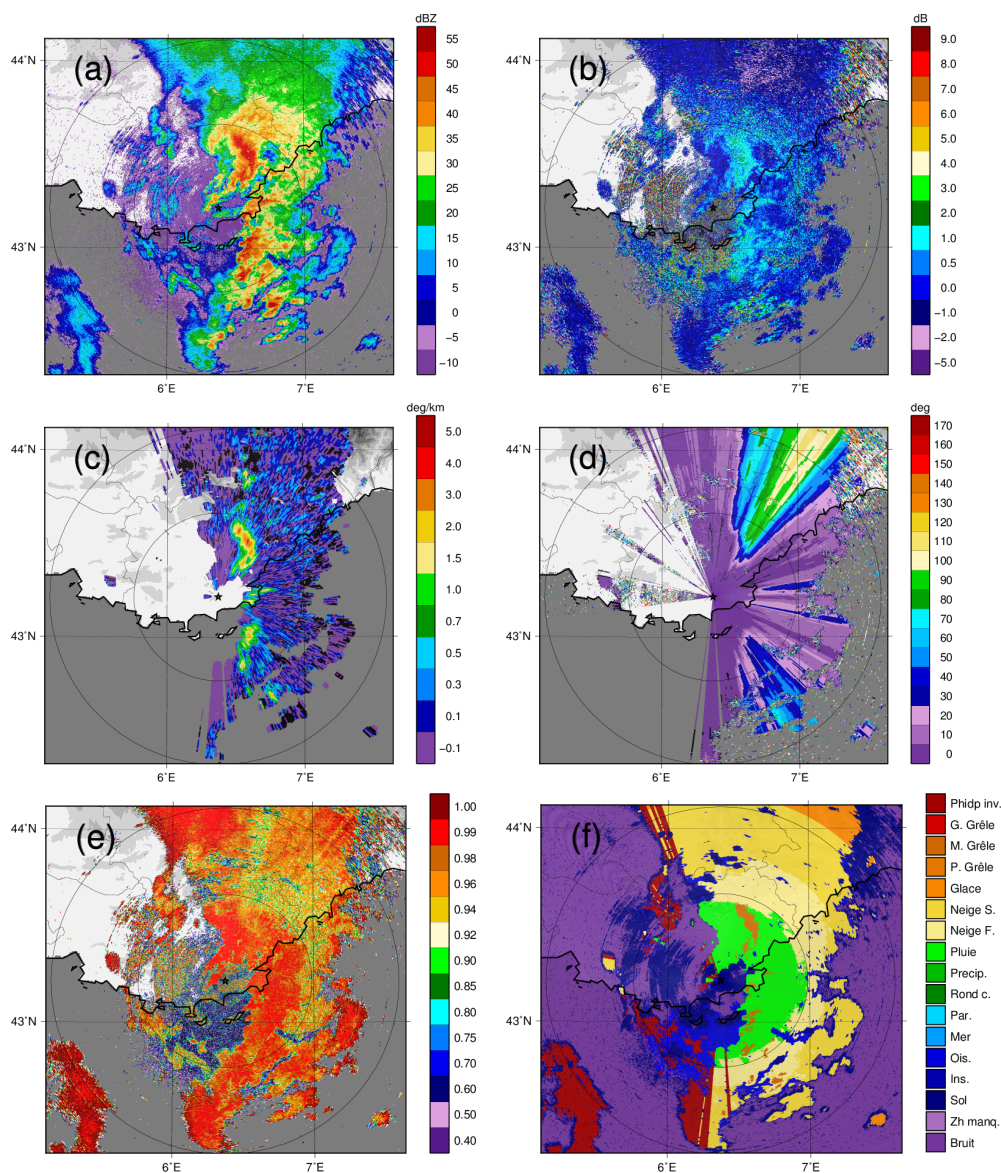 dBZ
(a)
44˚N
43˚N
6˚E
7˚E
55
50
45
40
35
30
25
20
15
10
5
0
−5
−10
dB
(b)
44˚N
43˚N
6˚E
7˚E
9.0
8.0
7.0
6.0
5.0
4.0
3.0
2.0
1.0
0.5
−1.0
−2.0
−5.0
deg/km
(c)
44˚N
43˚N
6˚E
7˚E
5.0
4.0
3.0
2.0
1.5
1.0
0.7
0.5
0.3
0.1
−0.1
deg
(d)
44˚N
43˚N
6˚E
7˚E
170
160
150
140
130
120
110
100
90
80
70
60
50
40
30
20
10
0
(e)
44˚N
43˚N
6˚E
7˚E
1.00
0.99
0.98
0.96
0.94
0.92
0.90
0.85
0.80
0.75
0.70
0.60
0.50
0.40
(f)
44˚N
43˚N
6˚E
7˚E
Phidp inv.
G. Grêle
M. Grêle
P. Grêle
Glace
Neige S.
Neige F.
Pluie
Precip.
Rond c.
Par.
Mer
Ois.
Ins.
Sol
Zh manq.
Bruit